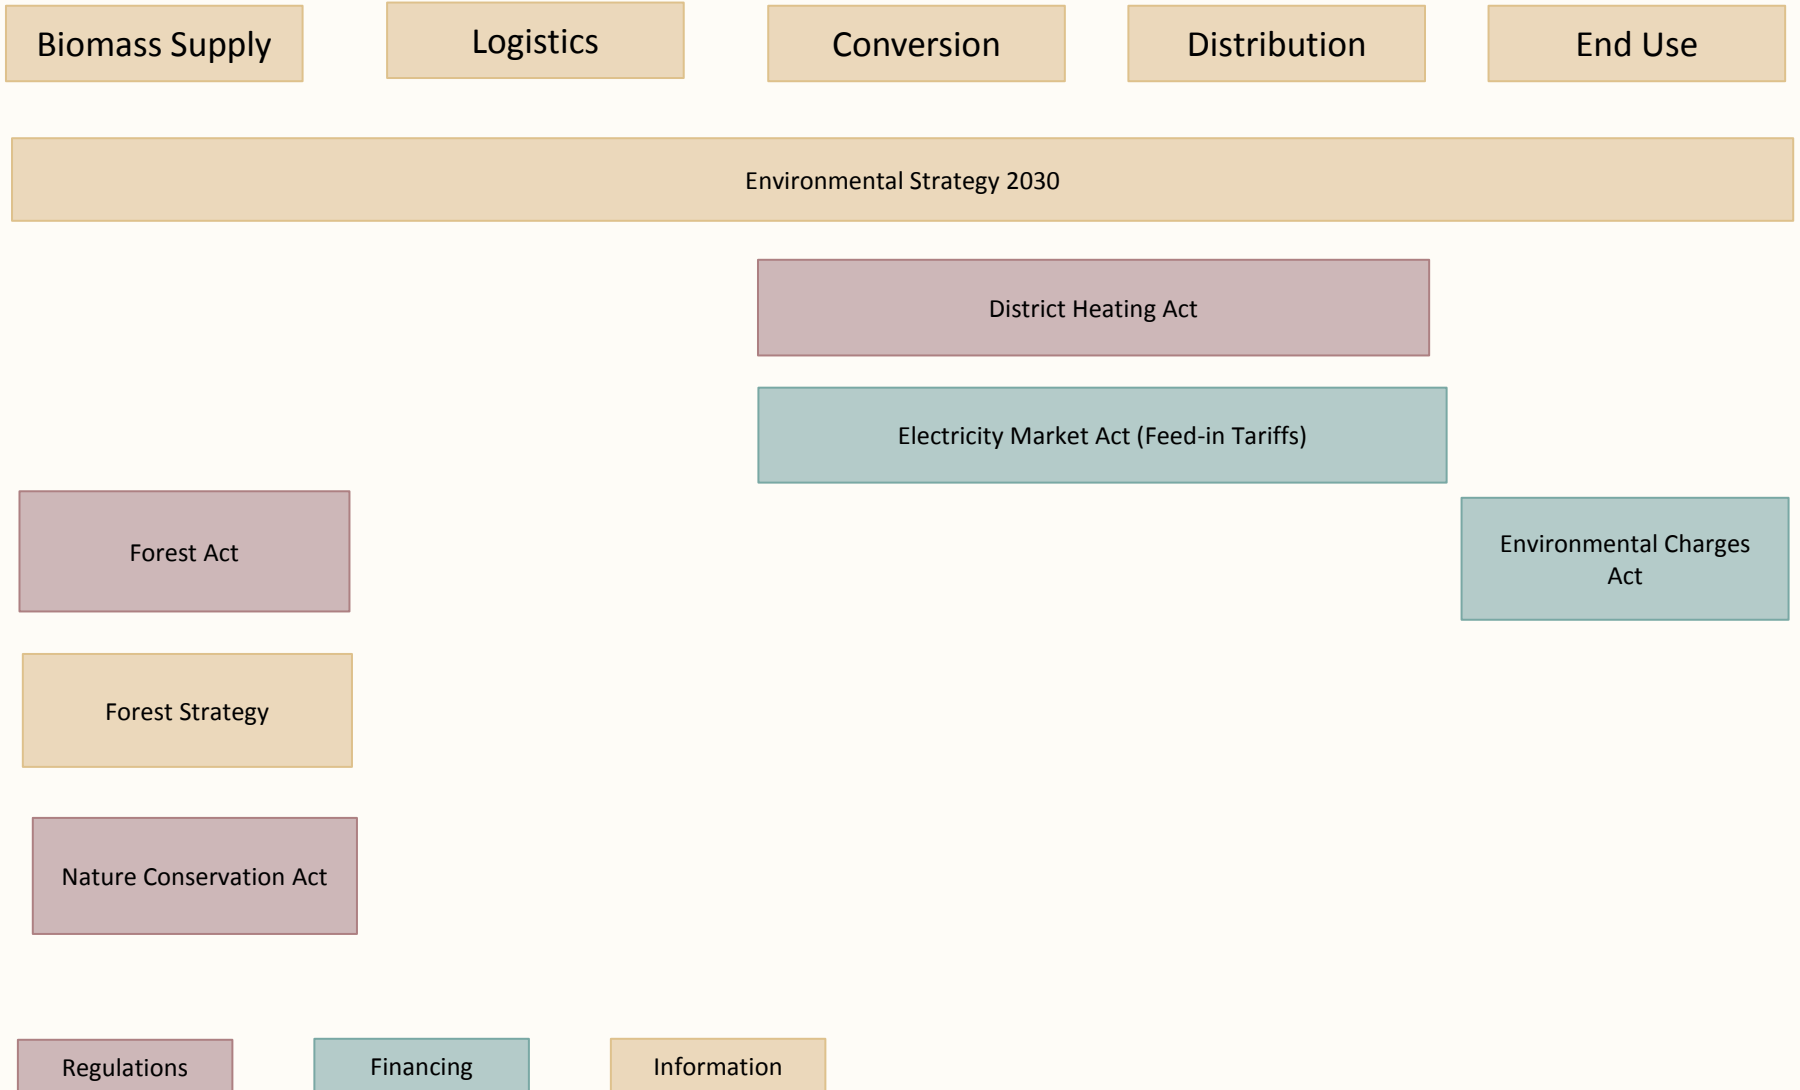 Biomass Supply
Logistics
Conversion
Distribution
End Use
Environmental Strategy 2030
District Heating Act
Electricity Market Act (Feed-in Tariffs)
Forest Act
Environmental Charges
Act
Forest Strategy
Nature Conservation Act
Regulations
Financing
Information